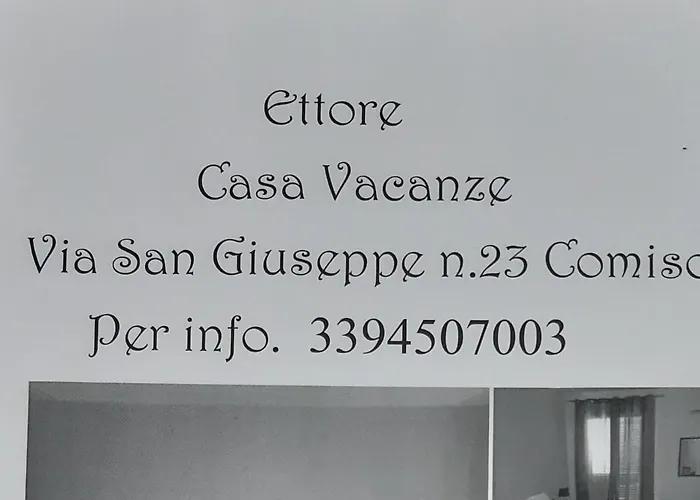 Ettore
Casa Vacanze
Via San Giuseppe n.23 Comiso
Per info. 3394507003